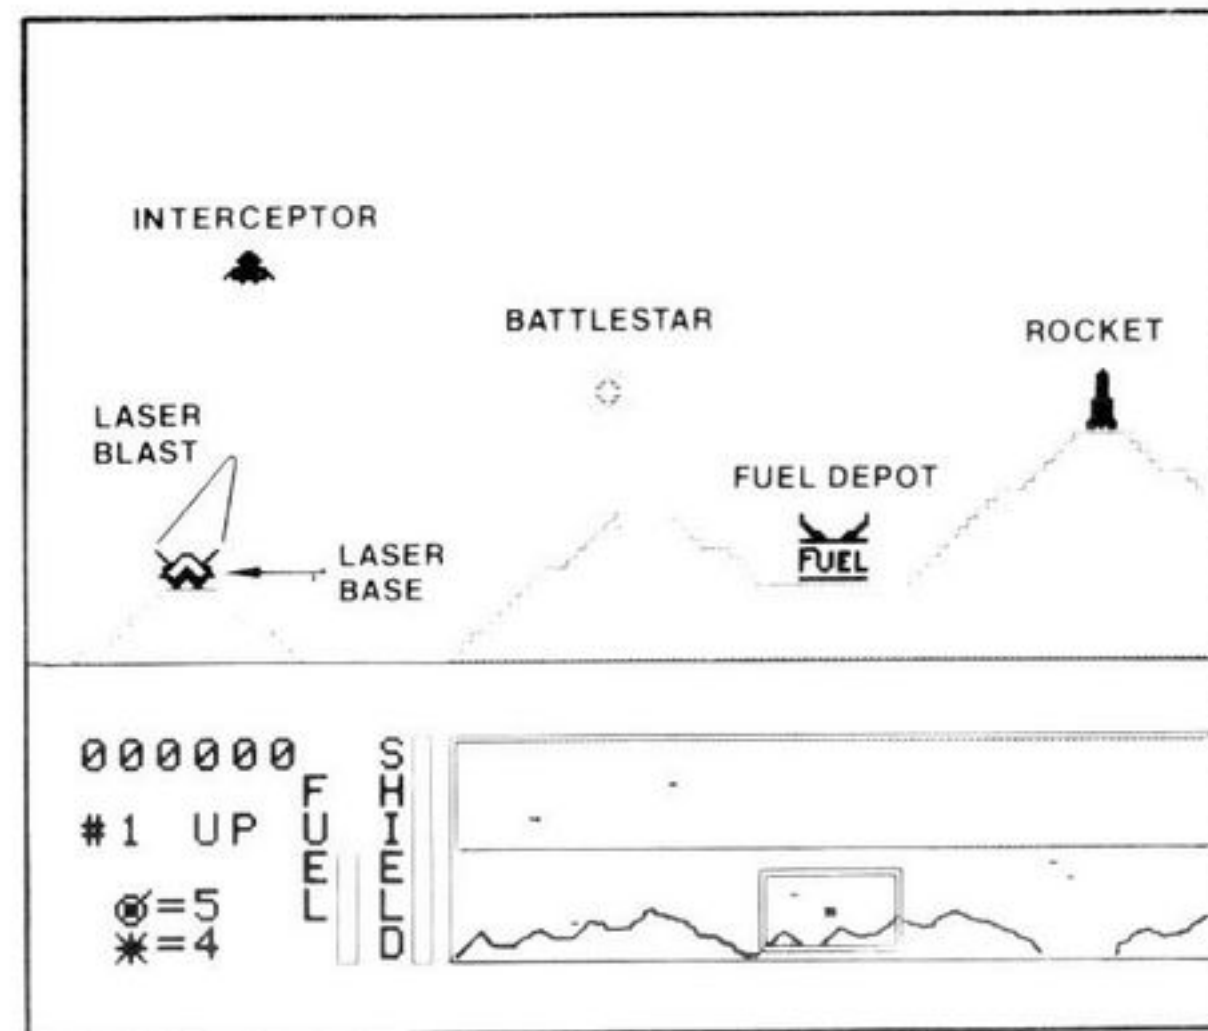 INTERCEPTOR
BATTLESTAR
ROCKET
LASER
BLAST
FUEL DEPOT
FUEL
LASER
BASE
000000
#1 UP
FUEL
SHIELD
=5
=4